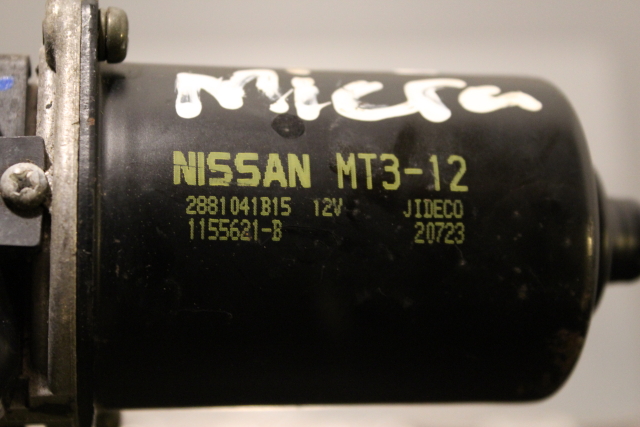 Micra
NISSAN MT3-12
2881041B15 12V JIDECO
1155621-B 20723